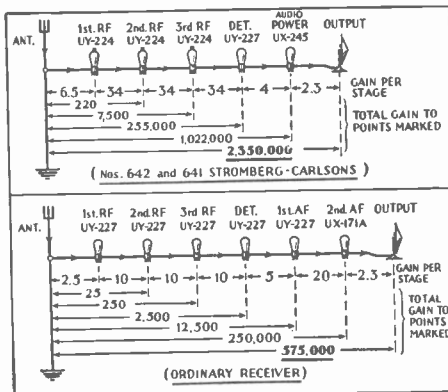 1st. RF 2nd. RF 3rd RF DET. AUDIO POWER OUTPUT
ANT. UY-224 UY-224 UY-224 UY-227 UX-245
6.5 34 34 34 4 2.3 GAIN PER STAGE
220
7,500
255,000
1,022,000
2,350,000
TOTAL GAIN TO POINTS MARKED
(Nos. 642 and 641 STROMBERG-CARLSONS)
ANT. 1st. RF 2nd. RF 3rd. RF DET. 1st. AF 2nd. AF OUTPUT
UY-227 UY-227 UY-227 UY-227 UY-227 UX-171A
2.5 10 10 10 5 20 2.3 GAIN PER STAGE
25
250
2,500
12,500
250,000
575,000
TOTAL GAIN TO POINTS MARKED
(ORDINARY RECEIVER)